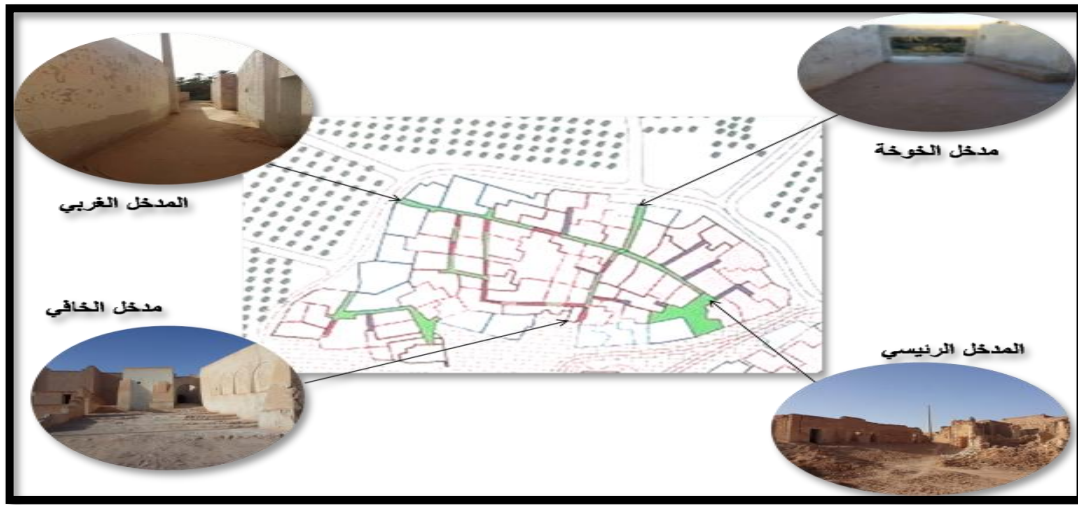 مدخل الخوخة
المدخل الغربي
مدخل الخافي
المدخل الرئيسي